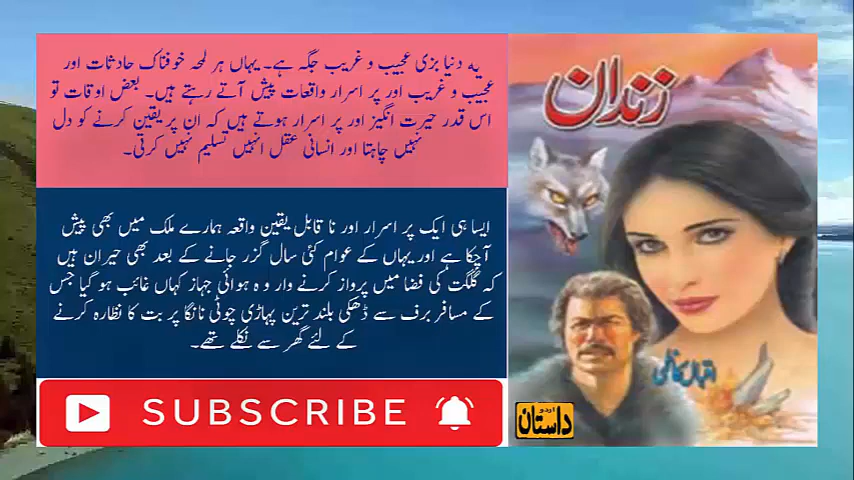 یہ دنیا بڑی عجیب و غریب جگہ ہے۔ یہاں ہر لمحہ خوفناک حادثات اور
عجیب و غریب اور پر اسرار واقعات پیش آتے رہتے ہیں۔ بعض اوقات تو
اس قدر حیرت انگیز اور پر اسرار ہوتے ہیں کہ ان پر یقین کرنے کو دل
نہیں چاہتا اور انسانی عقل انہیں تسلیم نہیں کرتی۔
ایسا ہی ایک پر اسرار اور نا قابل یقین واقعہ ہمارے ملک میں بھی پیش
آچکا ہے اور یہاں کے عوام کئی سال گزر جانے کے بعد بھی حیران ہیں
کہ گلگت کی فضا میں پرواز کرنے وار و ہ ہوائی جہاز کہاں غائب ہو گیا جس
کے مسافر برف سے ڈھکی بلند ترین پہاڑی چوٹی نانگا پر بت کا نظارہ کرنے
کے لئے گھر سے نکلے تھے۔
SUBSCRIBE
زندان
کاظمی
اردو
داستان